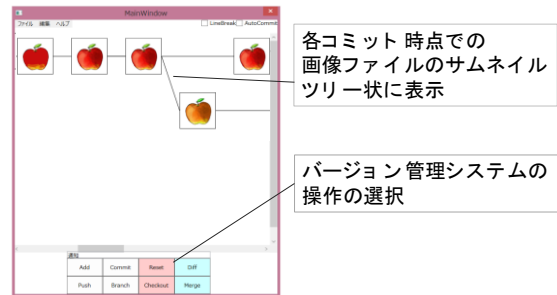 MainWindow
ファイル 編集 ヘルプ
LineBreak AutoCommit
各コミット時点での
画像ファイルのサムネイル
ツリー状に表示
バージョン管理システムの
操作の選択
通知
Add Commit Reset Diff
Push Branch Checkout Merge